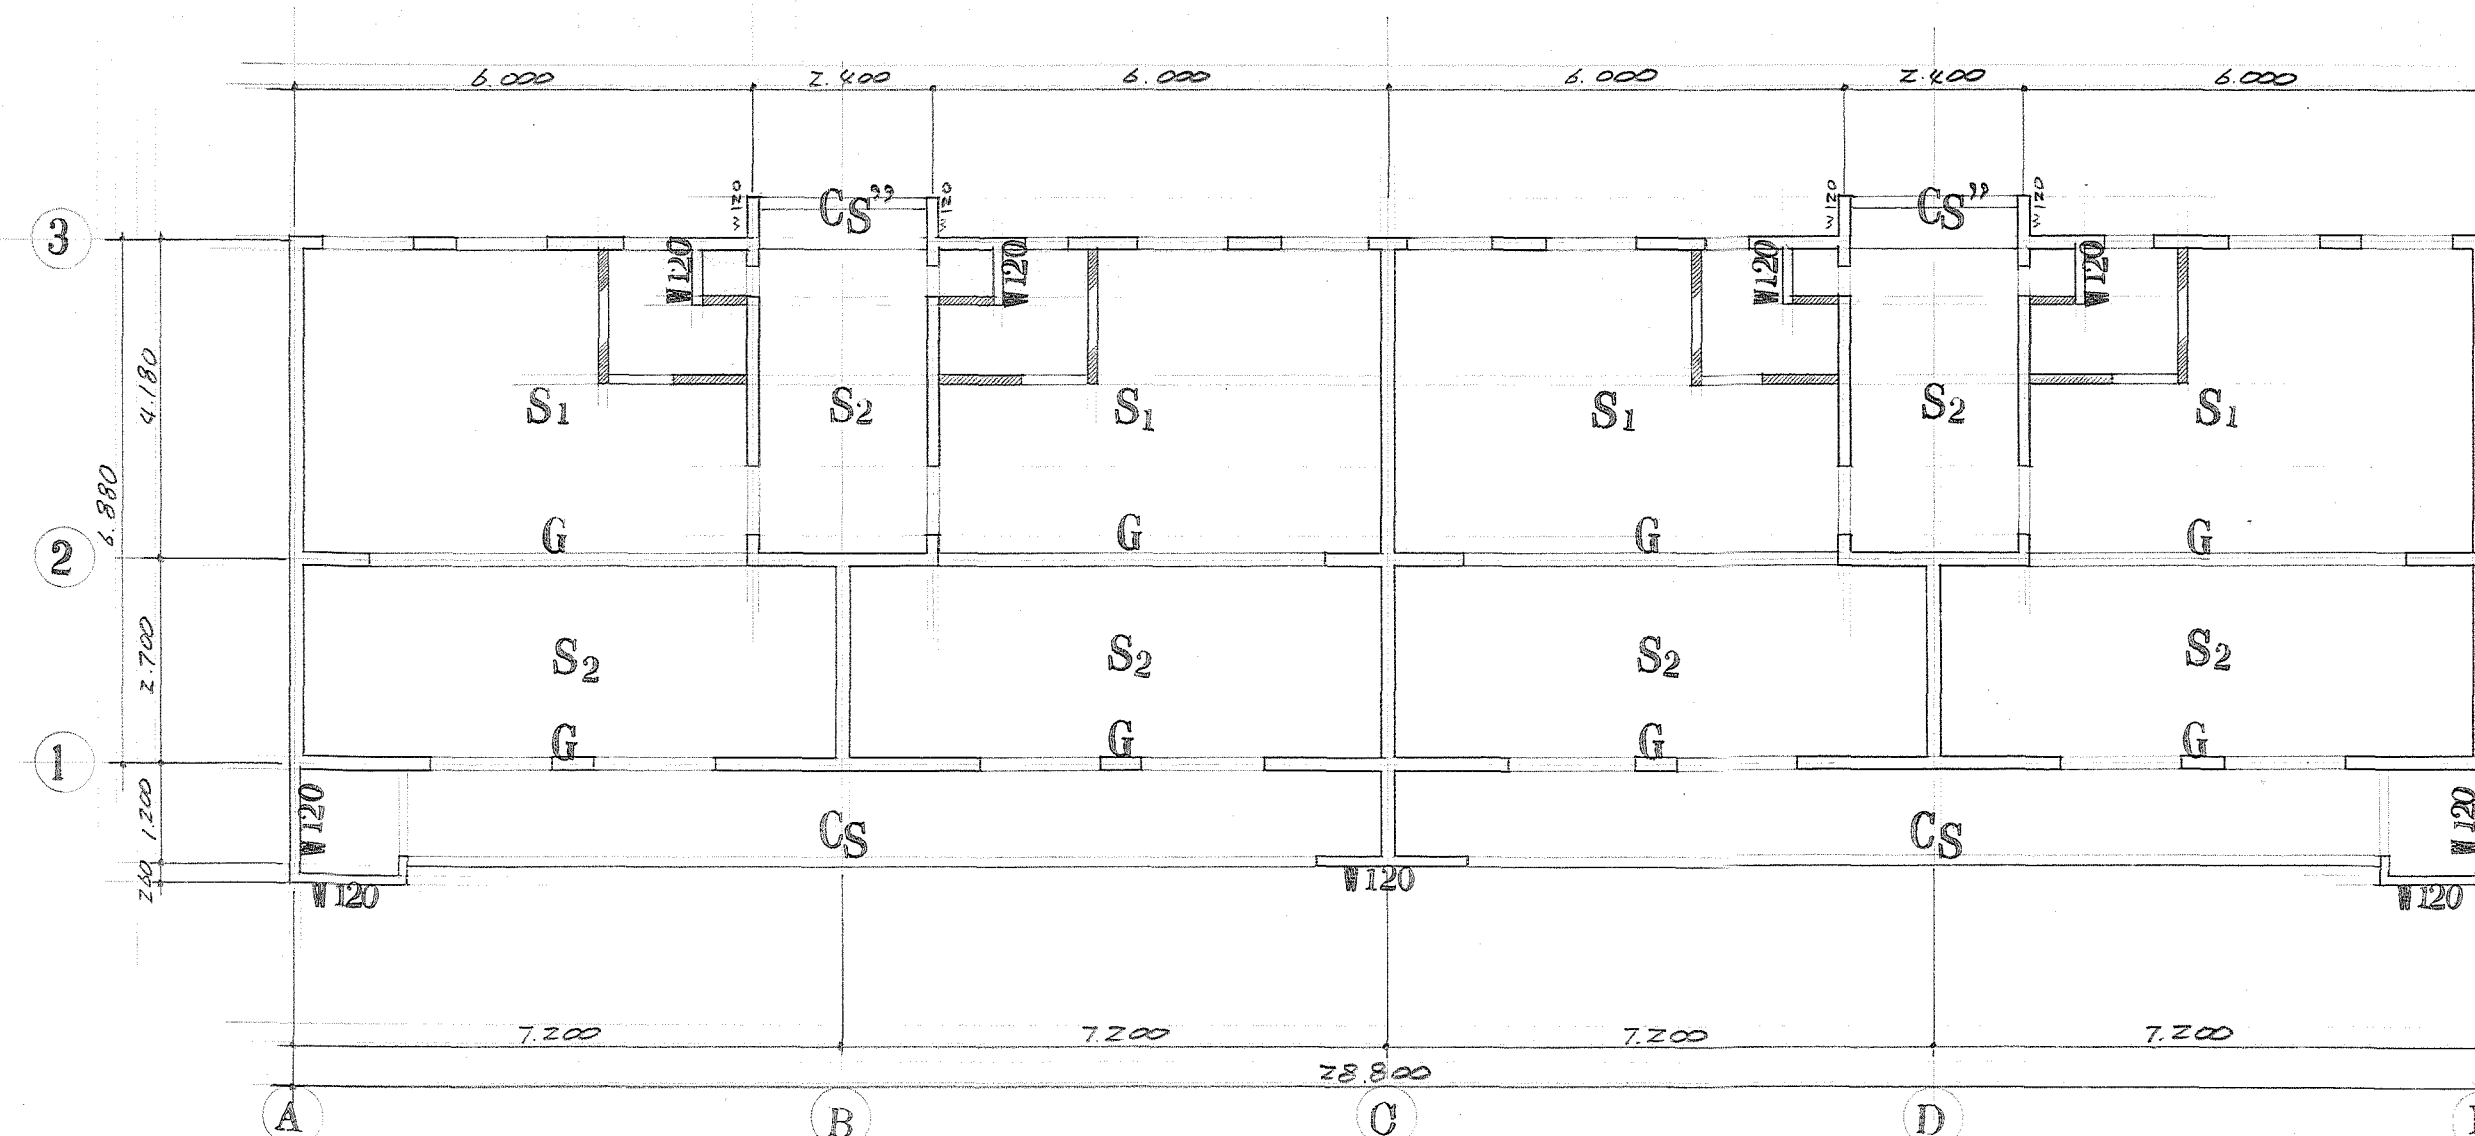 6.000 2.400 6.000 6.000 2.400 6.000
W120 CS” W120 W120 CS” W120
3
W120 W120 W120 W120
4.180
S1 S2 S1 S1 S2 S1
6.880
G G G G
2
2.700
S2 S2 S2 S2
G G G G
1
1.200
W120 CS CS W120
260
W120 W120 W120
7.200 7.200 7.200 7.200
28.800
A B C D